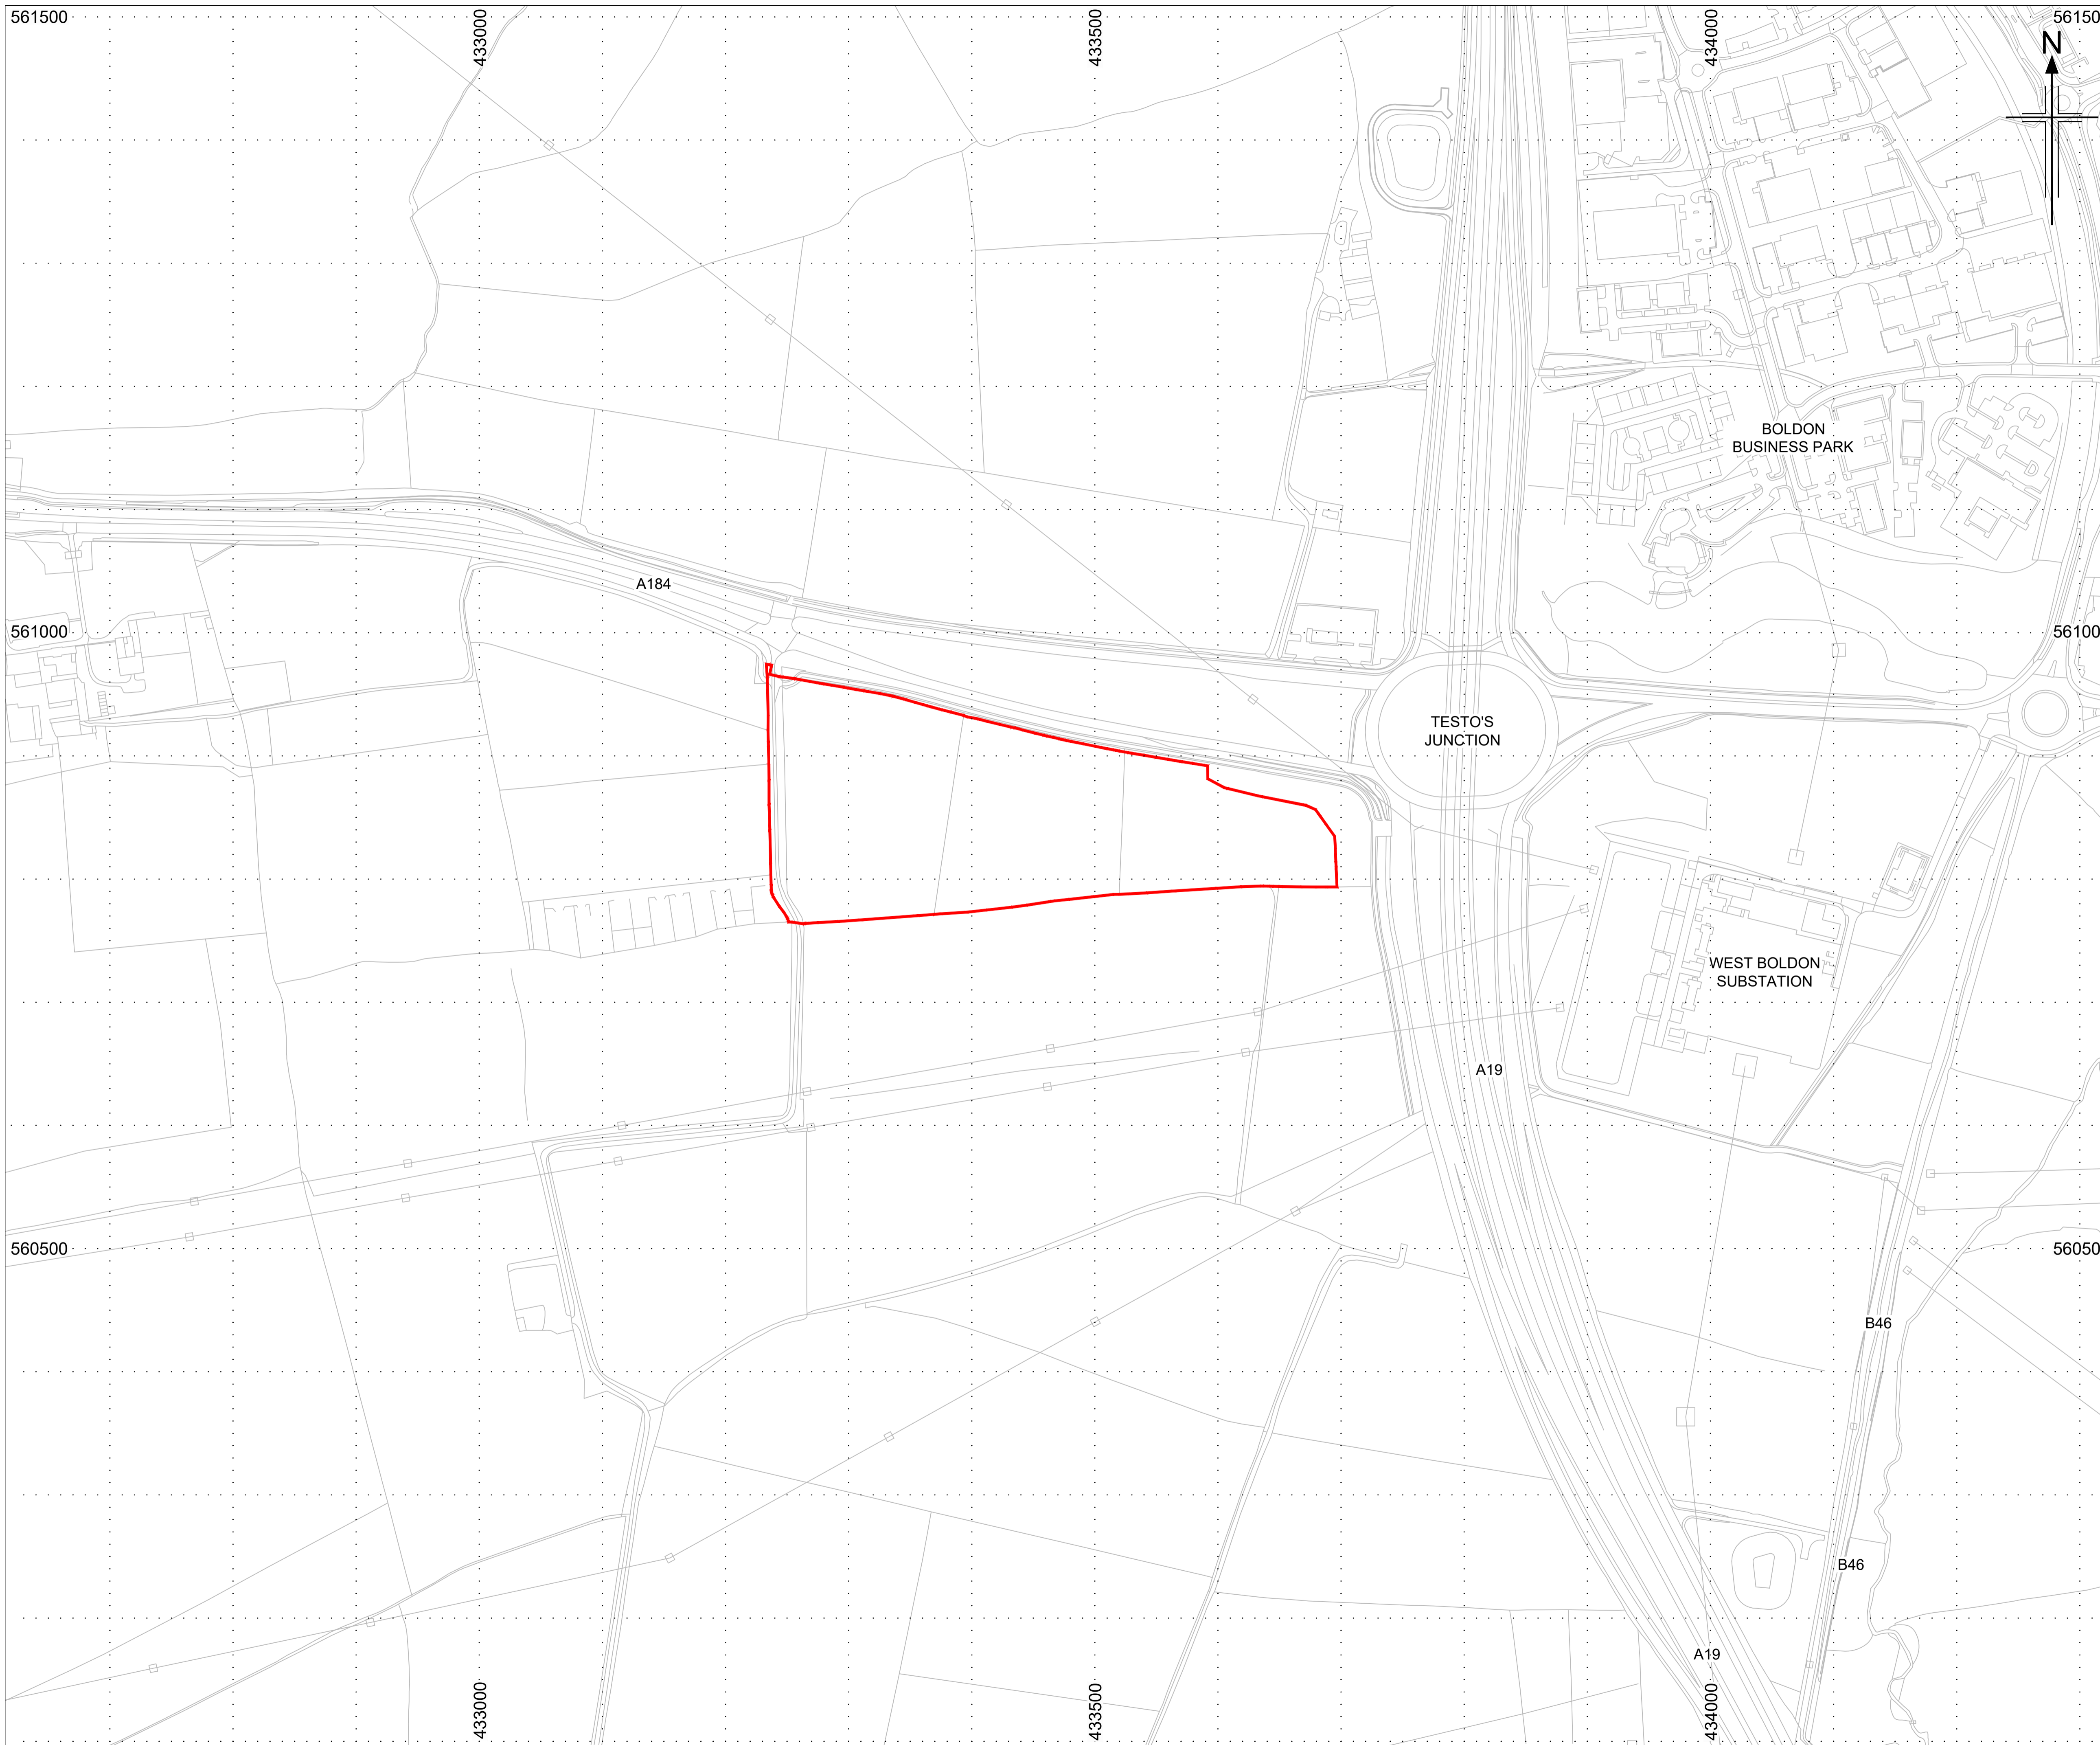 561500
433000
433500
434000
56150
N
BOLDON
BUSINESS PARK
A184
561000
56100
TESTO'S
JUNCTION
WEST BOLDON
SUBSTATION
A19
560500
56050
B46
B46
A19
433000
433500
434000